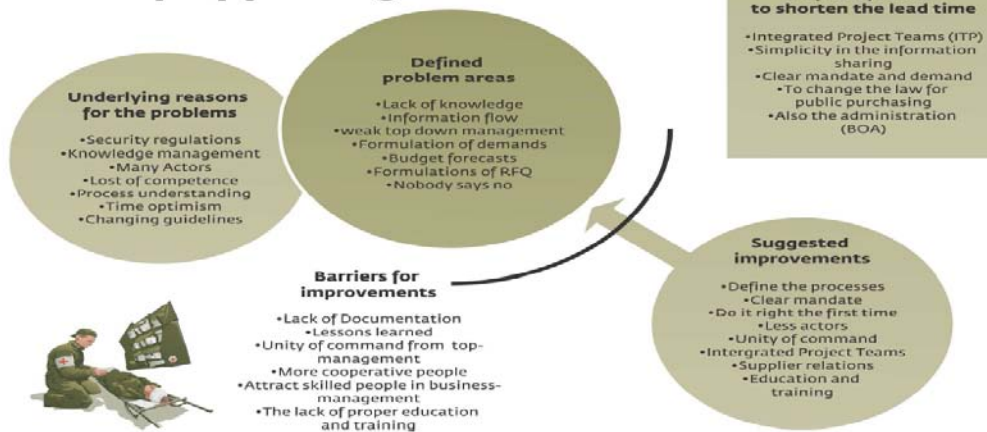 to shorten the lead time
•Integrated Project Teams (ITP)
•Simplicity in the information
sharing
•Clear mandate and demand
•To change the law for
public purchasing
•Also the administration
(BOA)
Defined
problem areas
•Lack of knowledge
•Information flow
•weak top down management
•Formulation of demands
•Budget forecasts
•Formulations of RFQ
•Nobody says no
Underlying reasons
for the problems
•Security regulations
•Knowledge management
•Many Actors
•Lost of competence
•Process understanding
•Time optimism
•Changing guidelines
Barriers for
improvements
•Lack of Documentation
•Lessons learned
•Unity of command from top-
management
•More cooperative people
•Attract skilled people in business-
management
•The lack of proper education
and training
Suggested
improvements
•Define the processes
•Clear mandate
•Do it right the first time
•Less actors
•Unity of command
•Intergrated Project Teams
•Supplier relations
•Education and
training